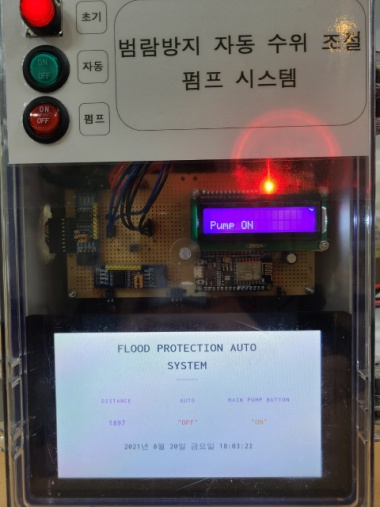 초기
범람방지 자동 수위 조절
펌프 시스템
ON
OFF
자동
ON
OFF
펌프
Pump ON
FLOOD PROTECTION AUTO
SYSTEM
DISTANCE AUTO MAIN PUMP BUTTON
1897 "OFF" "ON"
2021년 8월 20일 금요일 18:03:22